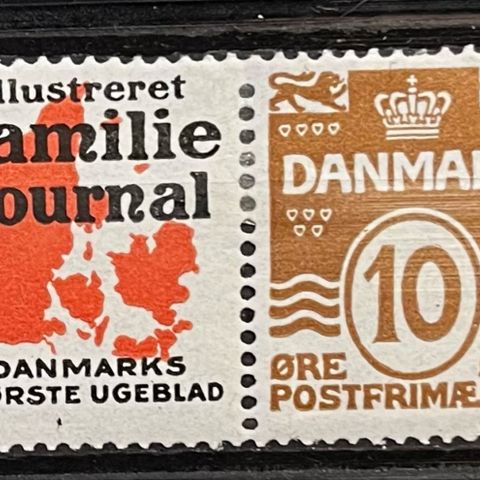 llustreret
amilie
ournal
DANMARKS
ØRSTE UGEBLAD
DANMAR
10
ØRE
POSTFRIMÆ